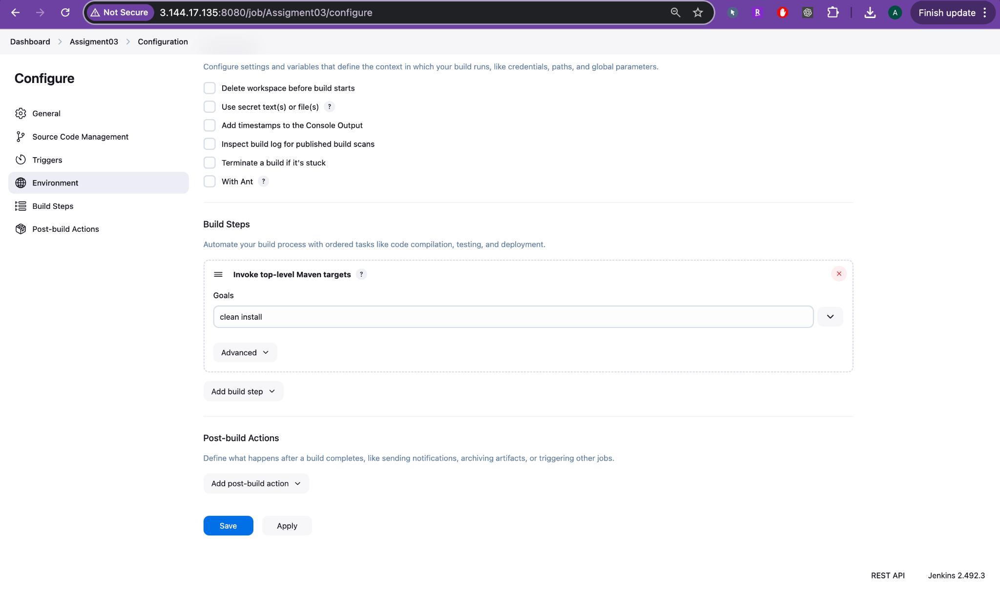 Not Secure 3.144.17.135:8080/job/Assigment03/configure R A Finish update
Dashboard Assigment03 Configuration
Configure
General
Source Code Management
Triggers
Environment
Build Steps
Post-build Actions
Configure settings and variables that define the context in which your build runs, like credentials, paths, and global parameters.
Delete workspace before build starts
Use secret text(s) or file(s) ?
Add timestamps to the Console Output
Inspect build log for published build scans
Terminate a build if it's stuck
With Ant ?
Build Steps
Automate your build process with ordered tasks like code compilation, testing, and deployment.
Invoke top-level Maven targets ?
Goals
clean install
Advanced
Add build step
Post-build Actions
Define what happens after a build completes, like sending notifications, archiving artifacts, or triggering other jobs.
Add post-build action
Save Apply
REST API Jenkins 2.492.3